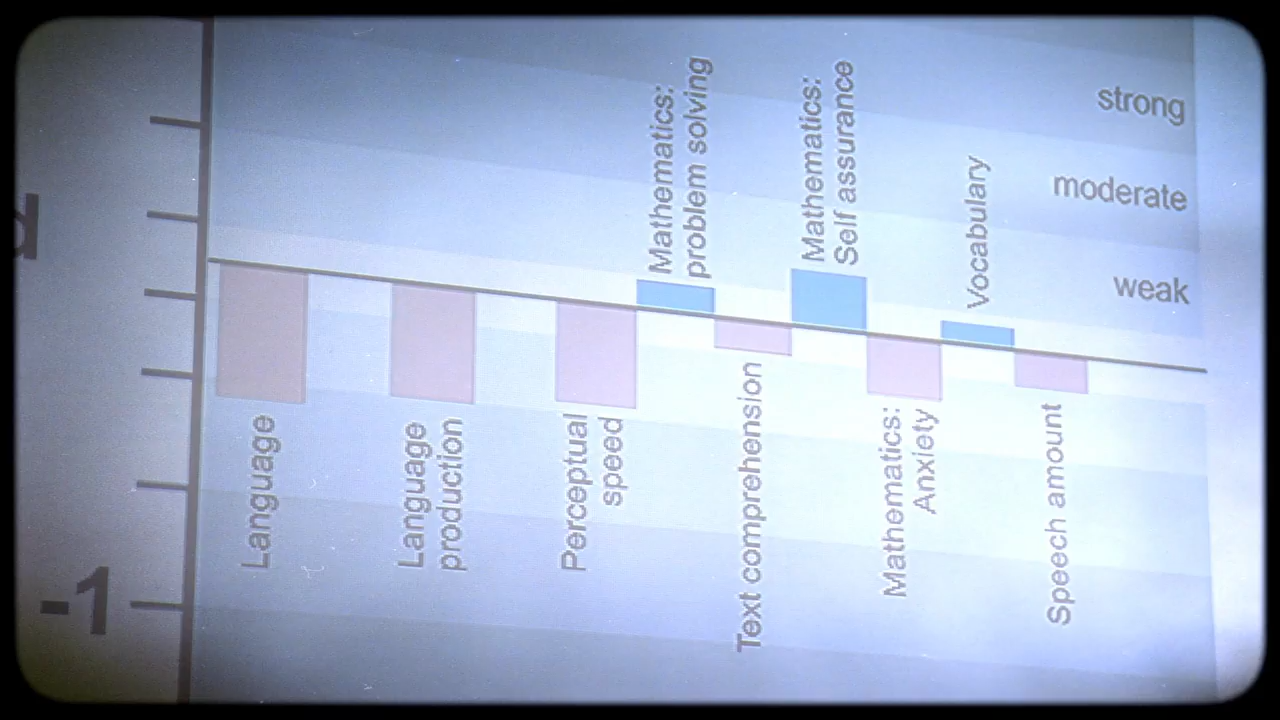 -1
Language
Language
production
Perceptual
speed
Mathematics:
problem solving
Text comprehension
Mathematics:
Self assurance
Mathematics:
Anxiety
Vocabulary
Speech amount
strong
moderate
weak